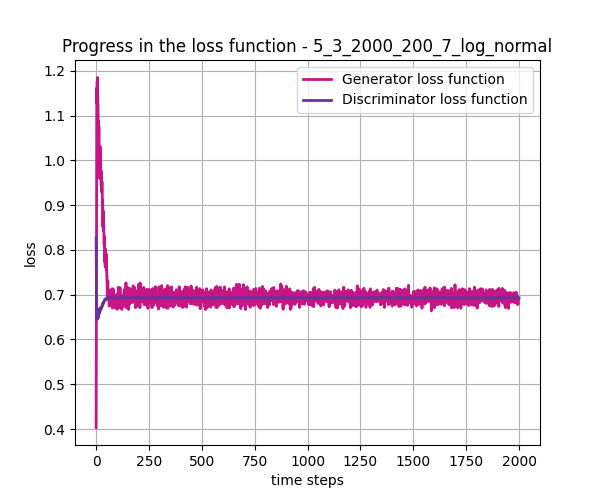 Progress in the loss function - 5_3_2000_200_7_log_normal
Generator loss function
Discriminator loss function
1.2
1.1
1.0
0.9
0.8
0.7
0.6
0.5
0.4
loss
0 250 500 750 1000 1250 1500 1750 2000
time steps